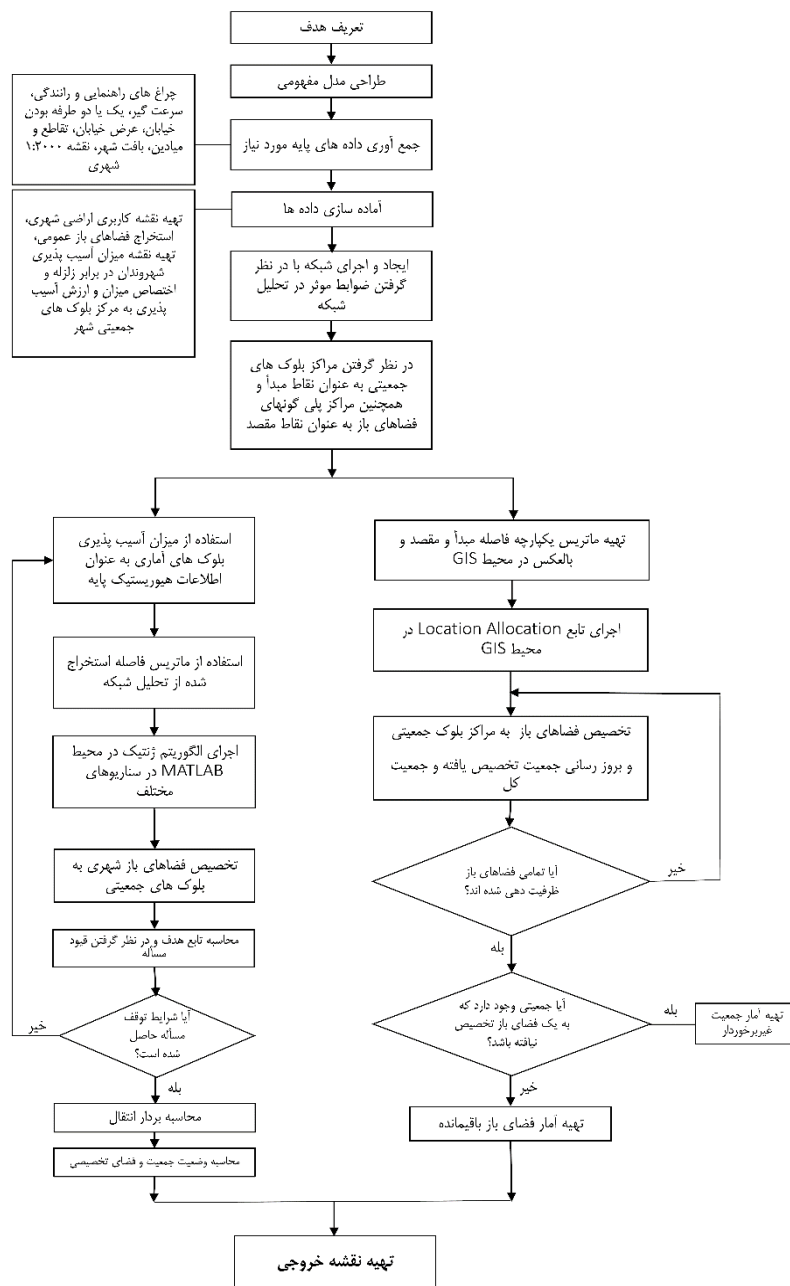 تعریف هدف
طراحی مدل مفهومی
چراغ های راهنمایی و رانندگی،
سرعت گیر، یک یا دو طرفه بودن
خیابان، عرض خیابان، تقاطع و
میادین، بافت شهر، نقشه ۱:۲۰۰۰
شهری
جمع آوری داده های پایه مورد نیاز
آماده سازی داده ها
تهیه نقشه کاربری اراضی شهری،
استخراج فضاهای باز عمومی،
تهیه نقشه میزان آسیب پذیری
شهروندان در برابر زلزله و
اختصاص میزان و ارزش آسیب
پذیری به مرکز بلوک های
جمعیتی شهر
ایجاد و اجرای شبکه با در نظر
گرفتن ضوابط موثر در تحلیل
شبکه
در نظر گرفتن مراکز بلوک های
جمعیتی به عنوان نقاط مبدأ و
همچنین مراکز پلی گونهای
فضاهای باز به عنوان نقاط مقصد
تهیه ماتریس یکپارچه فاصله مبدأ و مقصد و
بالعکس در محیط GIS
اجرای تابع Location Allocation در
محیط GIS
تخصیص فضاهای باز به مراکز بلوک جمعیتی
و بروز رسانی جمعیت تخصیص یافته و جمعیت
کل
آیا تمامی فضاهای باز
ظرفیت دهی شده اند؟
خیر
بله
آیا جمعیتی وجود دارد که
به یک فضای باز تخصیص
نیافته باشد؟
بله
تهیه آمار جمعیت
غیربرخوردار
خیر
تهیه آمار فضای باز باقیمانده
استفاده از میزان آسیب پذیری
بلوک های آماری به عنوان
اطلاعات هیوریستیک پایه
استفاده از ماتریس فاصله استخراج
شده از تحلیل شبکه
اجرای الگوریتم ژنتیک در محیط
MATLAB در سناریوهای
مختلف
تخصیص فضاهای باز شهری به
بلوک های جمعیتی
محاسبه تابع هدف و در نظر گرفتن قیود
مسأله
آیا شرایط توقف
مسأله حاصل
شده است؟
خیر
بله
محاسبه بردار انتقال
محاسبه وضعیت جمعیت و فضای تخصیصی
تهیه نقشه خروجی